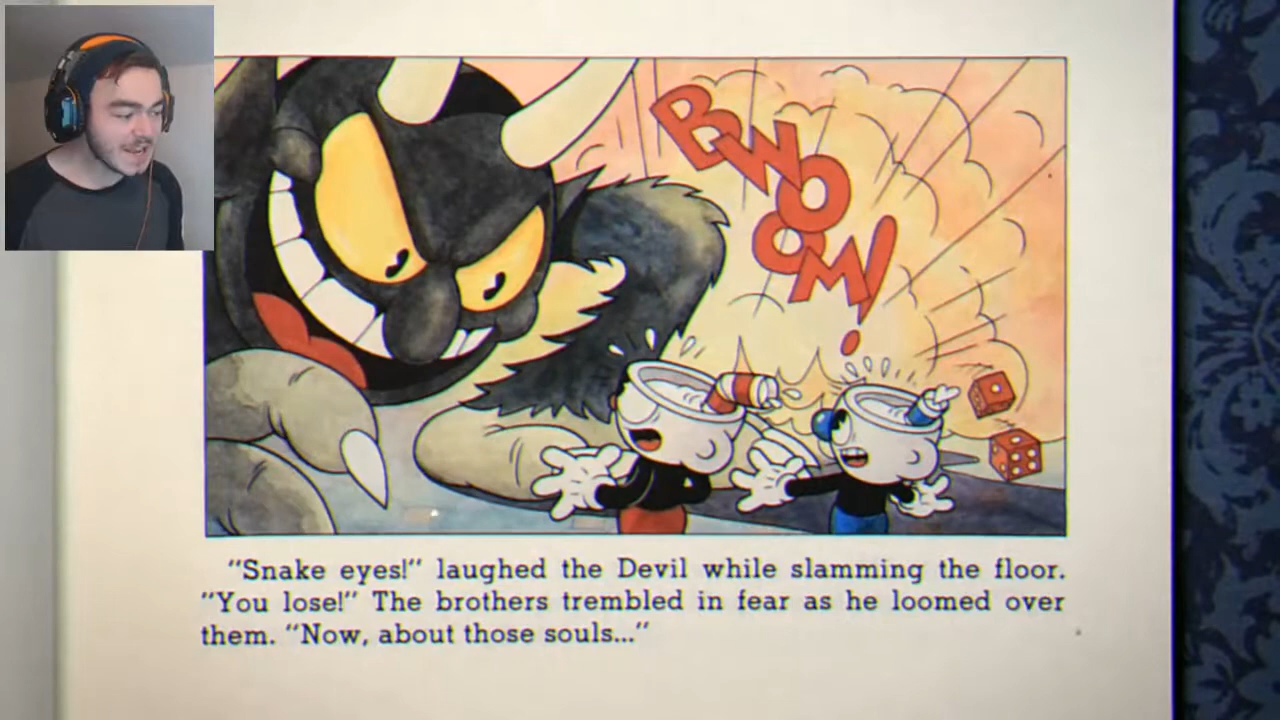 BWOOM!
"Snake eyes!" laughed the Devil while slamming the floor.
"You lose!" The brothers trembled in fear as he loomed over
them. "Now, about those souls..."